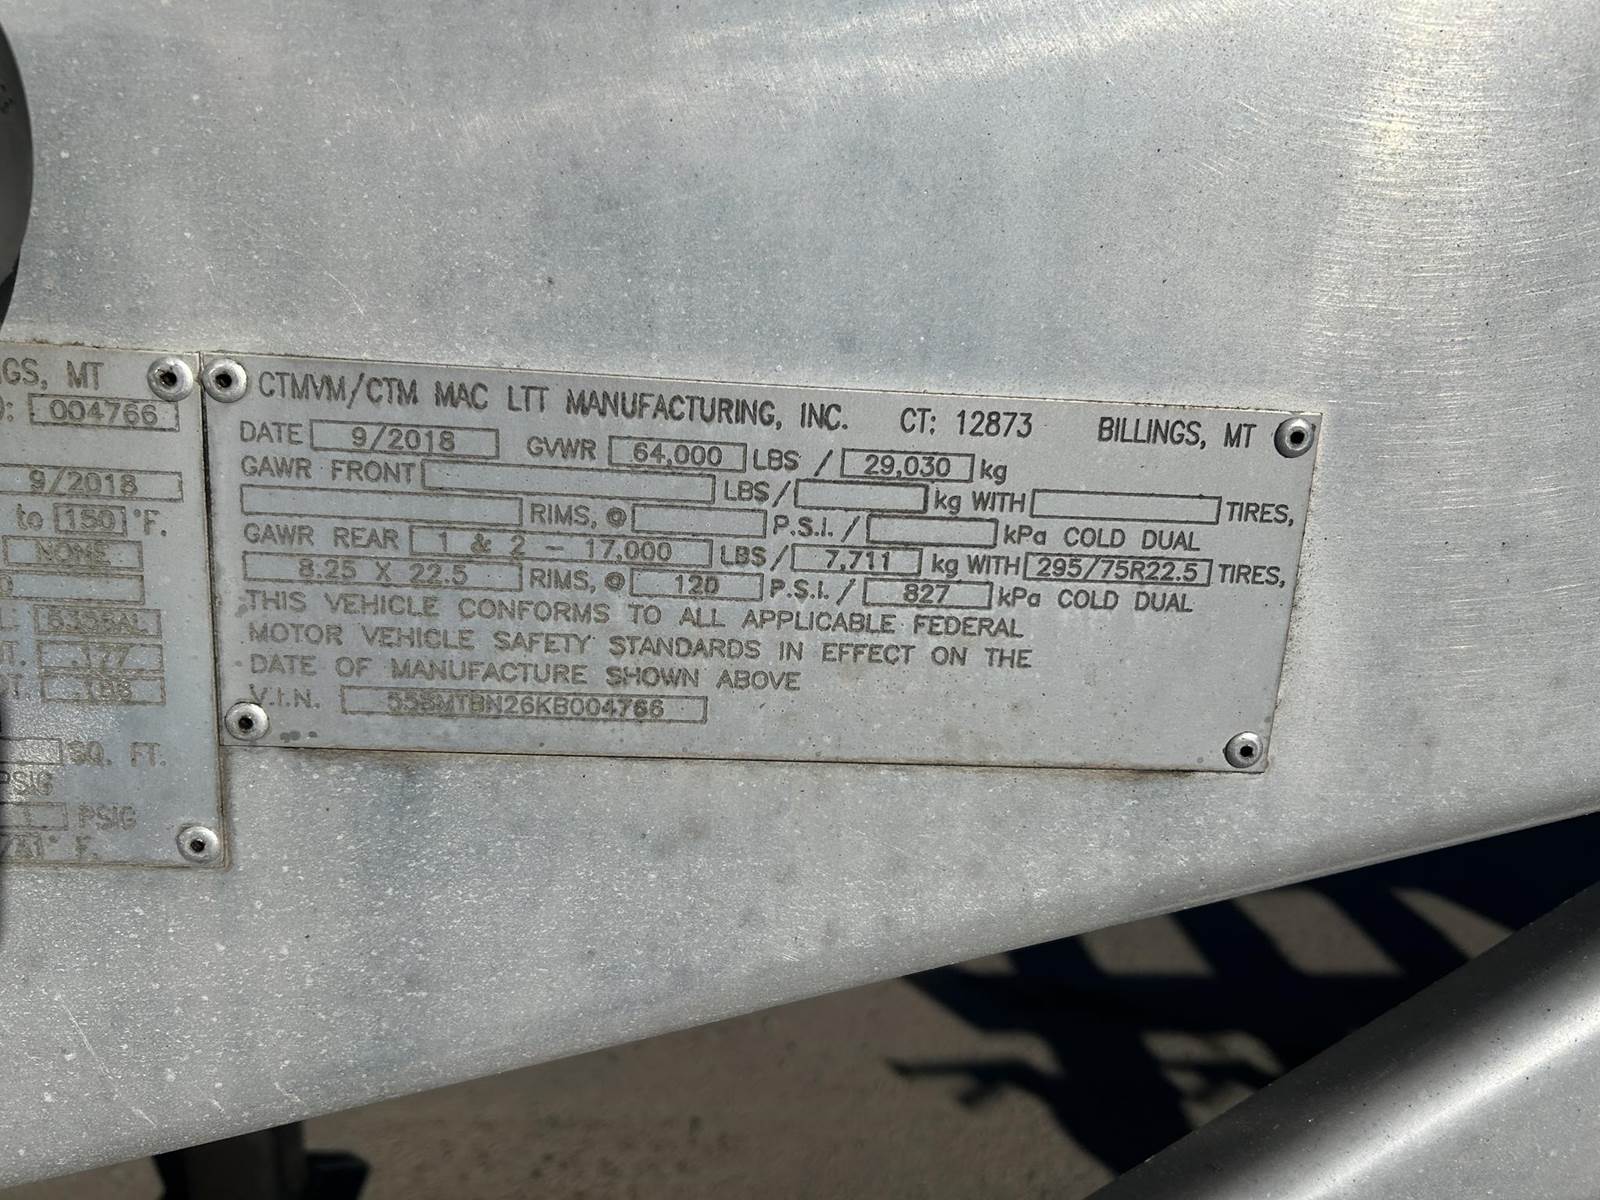 GS, MT
: 004766
9/2018
to 150 °F.
NONE
.177
SQ. FT.
PSIG
PSIG
° F.
CTMVM/CTM MAC LTT MANUFACTURING, INC. CT: 12873 BILLINGS, MT
DATE 9/2018 GVWR 64,000 LBS / 29,030 kg
GAWR FRONT LBS/ kg WITH TIRES,
RIMS, @ P.S.I. / kPa COLD DUAL
GAWR REAR 1 & 2 - 17,000 LBS/ 7,711 kg WITH 295/75R22.5 TIRES,
8.25 X 22.5 RIMS, @ 120 P.S.I. / 827 kPa COLD DUAL
THIS VEHICLE CONFORMS TO ALL APPLICABLE FEDERAL
MOTOR VEHICLE SAFETY STANDARDS IN EFFECT ON THE
DATE OF MANUFACTURE SHOWN ABOVE
V.I.N. 55BMTBN26KB004766